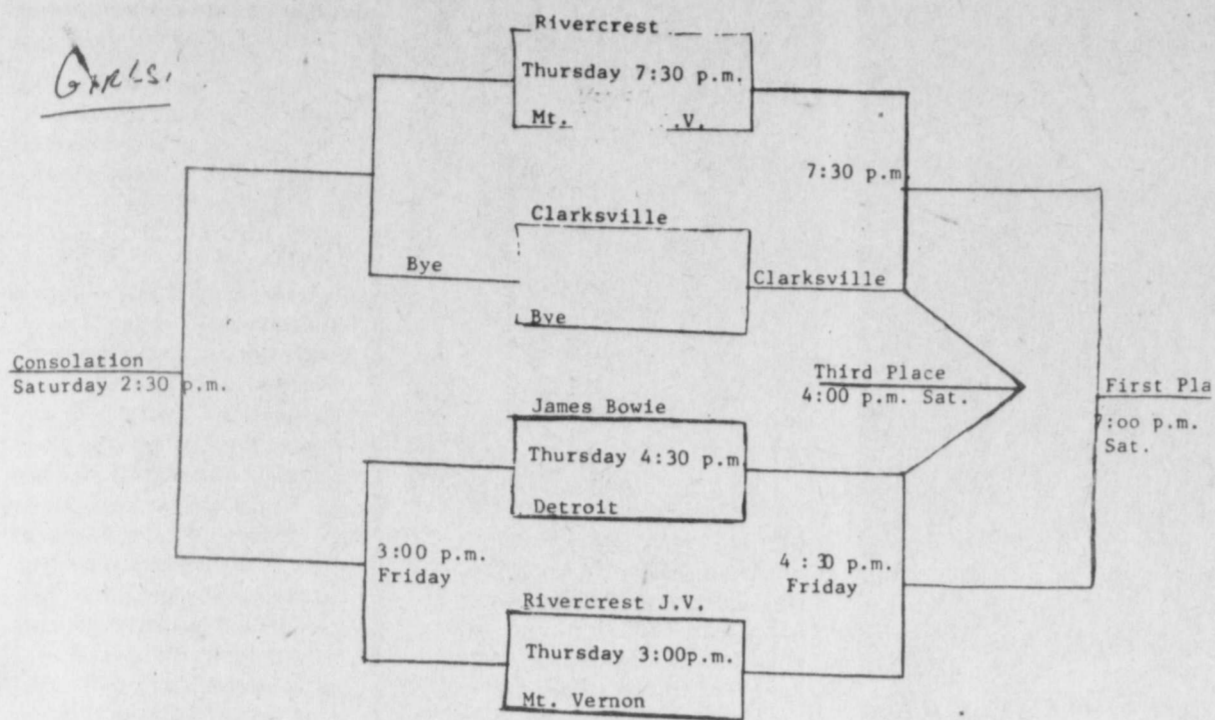 Rivercrest
GIRLS
Thursday 7:30 p.m.
Mt. V.
7:30 p.m
Clarksville
Bye
Clarksville
Bye
Consolation
Saturday 2:30 p.m.
Third Place
4:00 p.m. Sat.
First Pla
7:00 p.m.
Sat.
James Bowie
Thursday 4:30 p.m
Detroit
3:00 p.m.
Friday
4:30 p.m.
Friday
Rivercrest J.V.
Thursday 3:00p.m.
Mt. Vernon